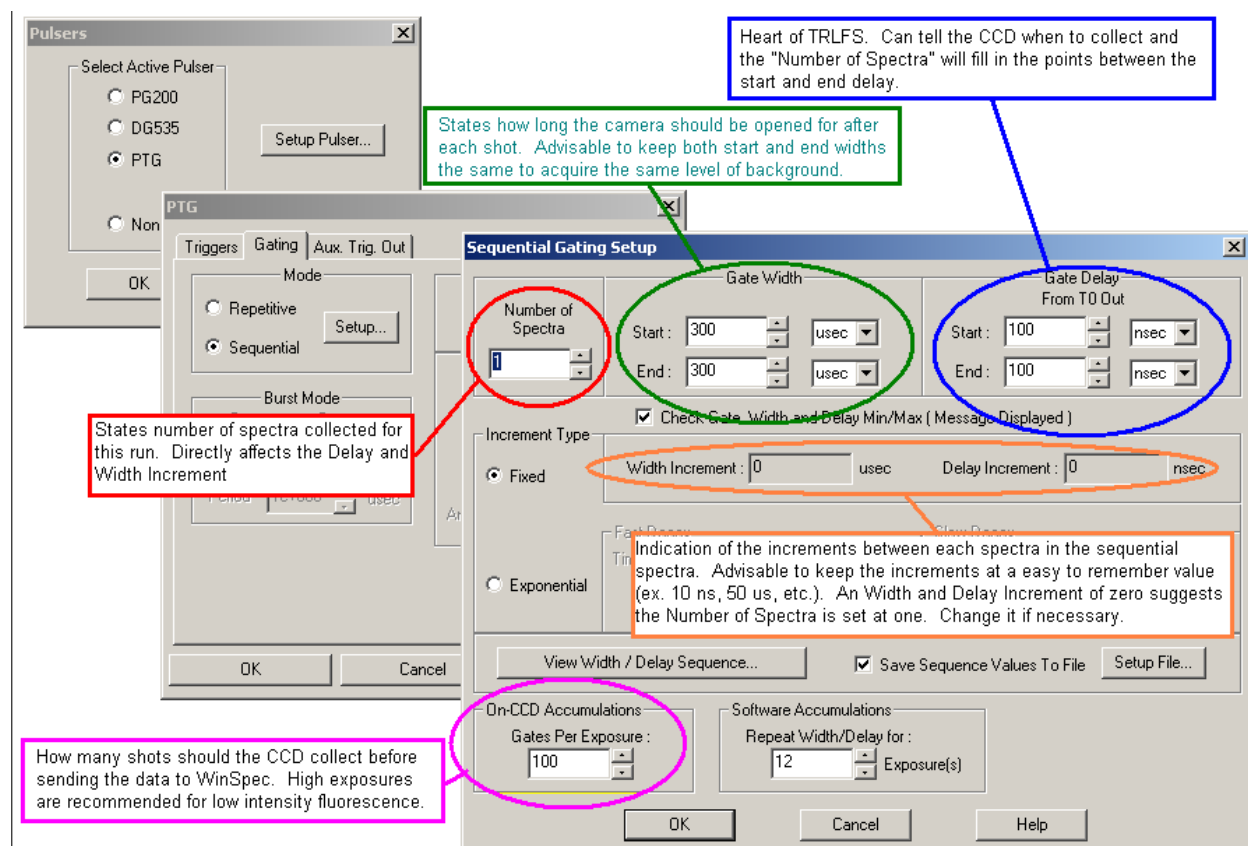 Pulsers
Select Active Pulser
PG200
DG535
PTG
Non
Setup Pulser...
OK
Heart of TRLFS. Can tell the CCD when to collect and
the "Number of Spectra" will fill in the points between the
start and end delay.
States how long the camera should be opened for after
each shot. Advisable to keep both start and end widths
the same to acquire the same level of background.
PTG
Triggers Gating Aux. Trig. Out
Mode
Repetitive
Sequential
Setup...
Burst Mode
States number of spectra collected for
this run. Directly affects the Delay and
Width Increment
Period usec
OK Cancel
Sequential Gating Setup
Number of
Spectra
1
Gate Width
Start : 300 usec
End : 300 usec
Gate Delay
From T0 Out
Start : 100 nsec
End : 100 nsec
Check Gate Width and Delay Min/Max ( Message Displayed )
Increment Type
Fixed
Width Increment : 0 usec Delay Increment : 0 nsec
Exponential
Indication of the increments between each spectra in the sequential
spectra. Advisable to keep the increments at a easy to remember value
(ex. 10 ns, 50 us, etc.). An Width and Delay Increment of zero suggests
the Number of Spectra is set at one. Change it if necessary.
View Width / Delay Sequence...
Save Sequence Values To File
Setup File...
On-CCD Accumulations
Gates Per Exposure :
100
Software Accumulations
Repeat Width/Delay for :
12 Exposure(s)
How many shots should the CCD collect before
sending the data to WinSpec. High exposures
are recommended for low intensity fluorescence.
OK Cancel Help